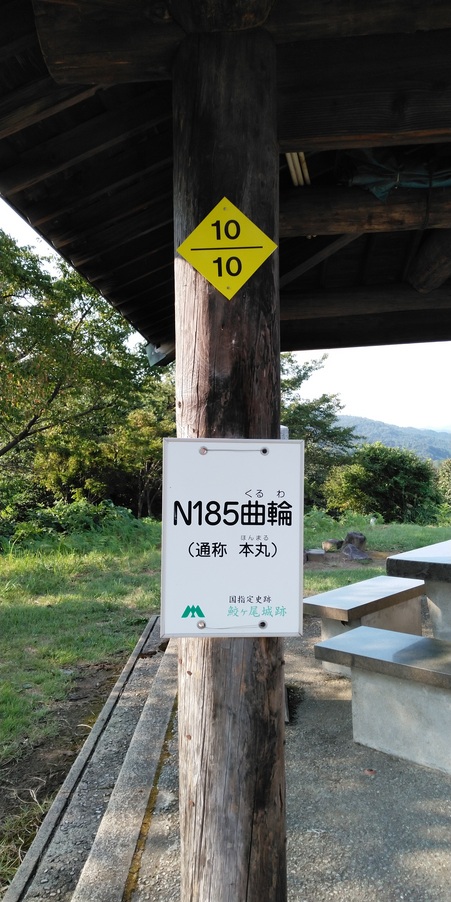 10
10
くるわ
N185曲輪
ほんまる
(通称 本丸)
国指定史跡
鮫ヶ尾城跡